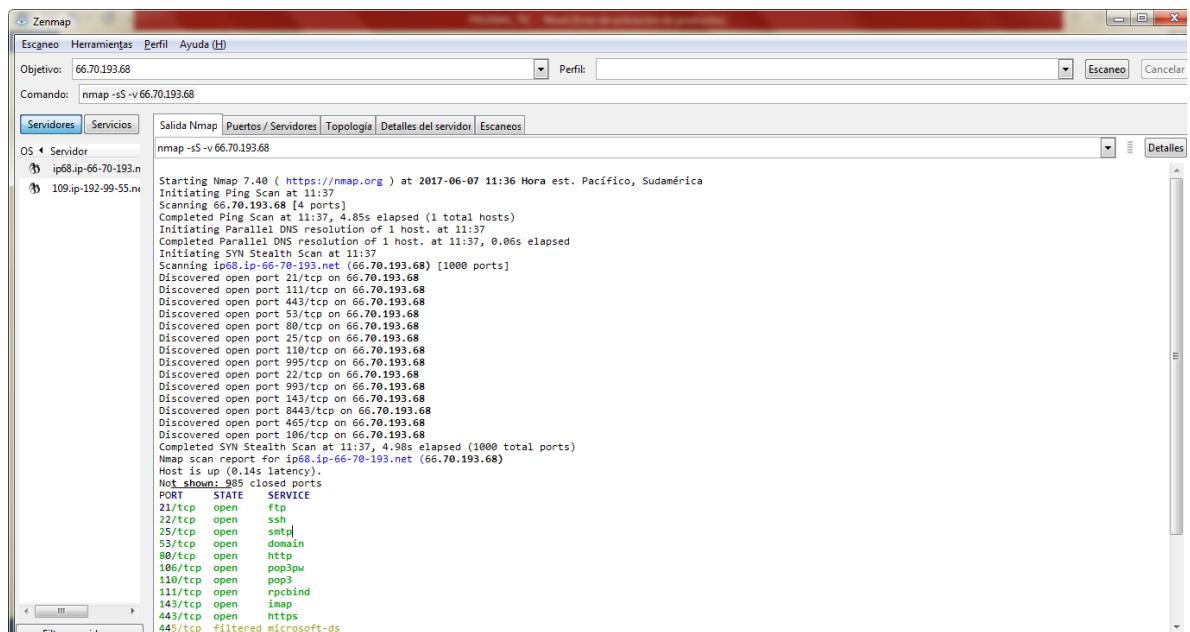 Zenmap
Escaneo Herramientas Perfil Ayuda (H)
Objetivo: 66.70.193.68 Perfil: Escaneo Cancelar
Comando: nmap -sS -v 66.70.193.68
Servidores Servicios Salida Nmap Puertos / Servidores Topología Detalles del servidor Escaneos
OS Servidor
ip68.ip-66-70-193.n
109.ip-192-99-55.ne
nmap -sS -v 66.70.193.68 Detalles
Starting Nmap 7.40 ( https://nmap.org ) at 2017-06-07 11:36 Hora est. Pacífico, Sudamérica
Initiating Ping Scan at 11:37
Scanning 66.70.193.68 [4 ports]
Completed Ping Scan at 11:37, 4.85s elapsed (1 total hosts)
Initiating Parallel DNS resolution of 1 host. at 11:37
Completed Parallel DNS resolution of 1 host. at 11:37, 0.06s elapsed
Initiating SYN Stealth Scan at 11:37
Scanning ip68.ip-66-70-193.net (66.70.193.68) [1000 ports]
Discovered open port 21/tcp on 66.70.193.68
Discovered open port 111/tcp on 66.70.193.68
Discovered open port 443/tcp on 66.70.193.68
Discovered open port 53/tcp on 66.70.193.68
Discovered open port 80/tcp on 66.70.193.68
Discovered open port 25/tcp on 66.70.193.68
Discovered open port 110/tcp on 66.70.193.68
Discovered open port 995/tcp on 66.70.193.68
Discovered open port 22/tcp on 66.70.193.68
Discovered open port 993/tcp on 66.70.193.68
Discovered open port 143/tcp on 66.70.193.68
Discovered open port 8443/tcp on 66.70.193.68
Discovered open port 465/tcp on 66.70.193.68
Discovered open port 106/tcp on 66.70.193.68
Completed SYN Stealth Scan at 11:37, 4.98s elapsed (1000 total ports)
Nmap scan report for ip68.ip-66-70-193.net (66.70.193.68)
Host is up (0.14s latency).
Not shown: 985 closed ports
PORT STATE SERVICE
21/tcp open ftp
22/tcp open ssh
25/tcp open smtp
53/tcp open domain
80/tcp open http
106/tcp open pop3pw
110/tcp open pop3
111/tcp open rpcbind
143/tcp open imap
443/tcp open https
445/tcp filtered microsoft-ds